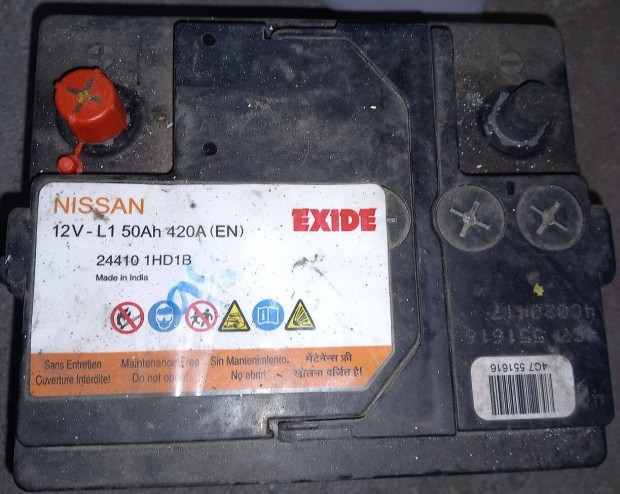 NISSAN
EXIDE
12V - L1 50Ah 420A (EN)
24410 1HD1B
Made in India
Sans Entretien
Couverture Interdite!
Maintenance Free
Do not open!
Sin Mantenimiento.
No abrir!
मेंटेनेन्स फ्री
खोलना वर्जित है!
4C7 551616